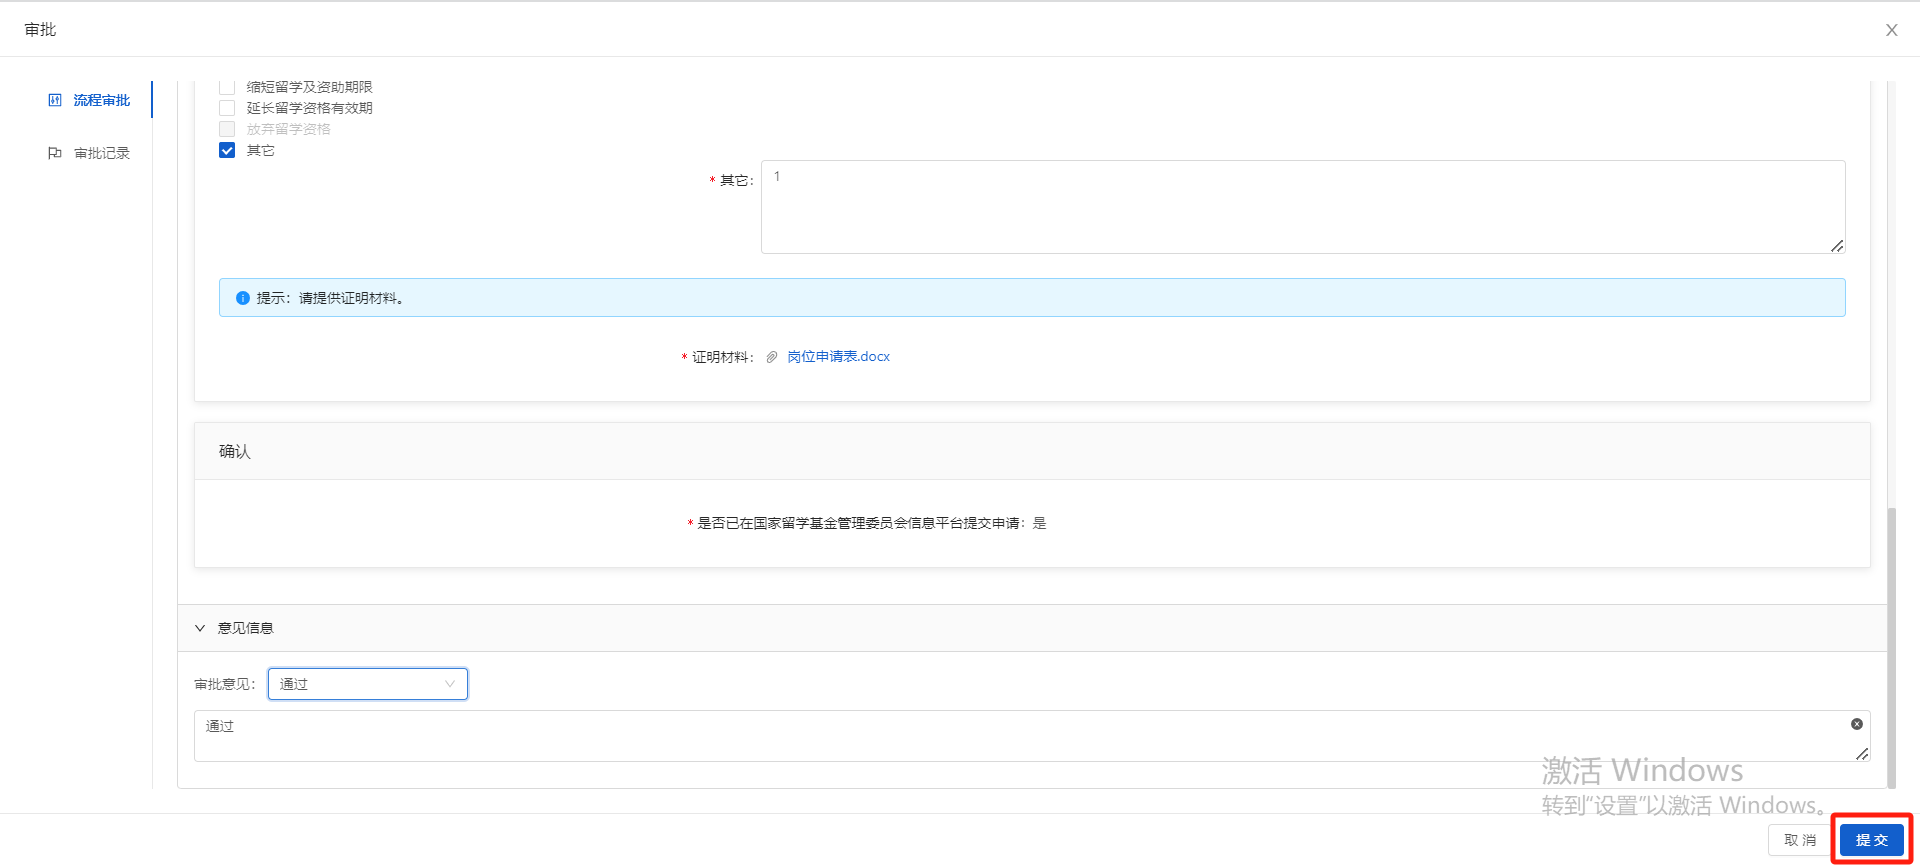 审批
流程审批
审批记录
缩短留学及资助期限
延长留学资格有效期
放弃留学资格
其它
* 其它：
1
提示：请提供证明材料。
* 证明材料：
岗位申请表.docx
确认
* 是否已在国家留学基金管理委员会信息平台提交申请：是
意见信息
审批意见：
通过
通过
激活 Windows
转到“设置”以激活 Windows。
取 消
提 交